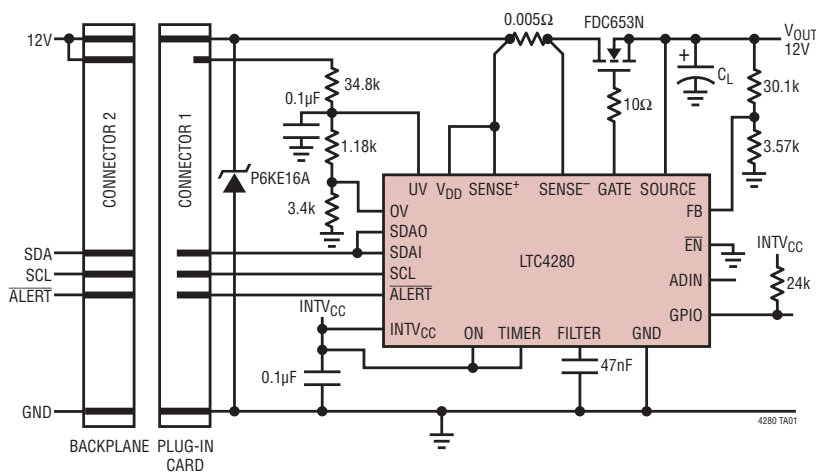 0.005Ω
FDC653N
12V
VOUT
12V
+
CL
34.8k
30.1k
0.1µF
10Ω
CONNECTOR 2
CONNECTOR 1
1.18k
3.57k
P6KE16A
UV
VDD
SENSE+
SENSE–
GATE
SOURCE
3.4k
OV
FB
SDAO
SDA
SDAI
EN
INTVCC
SCL
SCL
LTC4280
ADIN
24k
ALERT
ALERT
INTVCC
GPIO
INTVCC
ON
TIMER
FILTER
GND
0.1µF
47nF
GND
4280 TA01
BACKPLANE
PLUG-IN
CARD